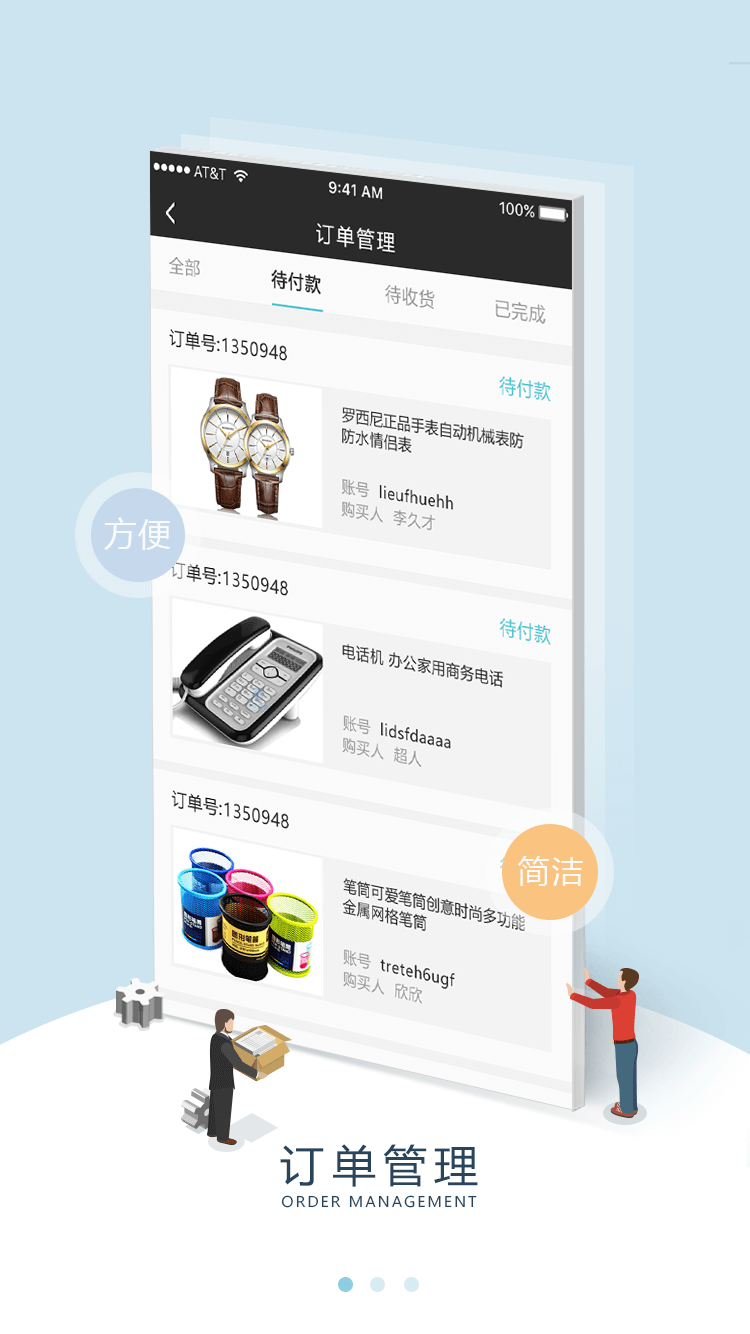 AT&T
9:41 AM
100%
订单管理
全部
待付款
待收货
已完成
订单号:1350948
待付款
罗西尼正品手表自动机械表防
防水情侣表
账号 lieufhuehh
购买人 李久才
方便
订单号:1350948
待付款
电话机 办公家用商务电话
账号 lidsfdaaaa
购买人 超人
订单号:1350948
简洁
笔筒可爱笔筒创意时尚多功能
金属网格笔筒
账号 treteh6ugf
购买人 欣欣
订单管理
ORDER MANAGEMENT